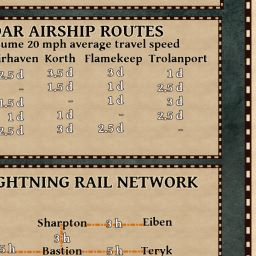 DAR AIRSHIP ROUTES
ume 20 mph average travel speed
irhaven Korth Flamekeep Trolanport
2.5 d 3.5 d 3 d 1 d
- 1.5 d 1 d 2.5 d
1.5 d - 1 d 3 d
1 d 1 d - 2.5 d
2.5 d 3 d 2.5 d -
GHTNING RAIL NETWORK
Sharpton 3 h Eiben
3 h
5 h Bastion 5 h Teryk